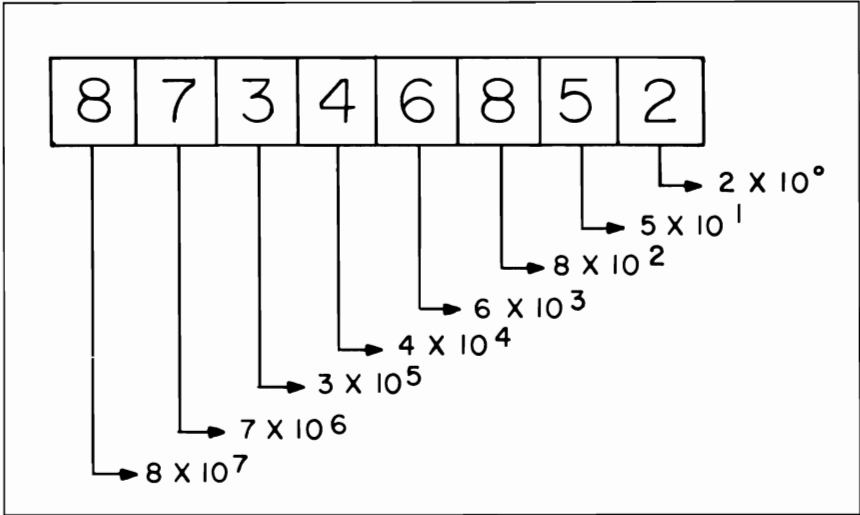 8 7 3 4 6 8 5 2
2 X 10⁰
5 X 10¹
8 X 10²
6 X 10³
4 X 10⁴
3 X 10⁵
7 X 10⁶
8 X 10⁷